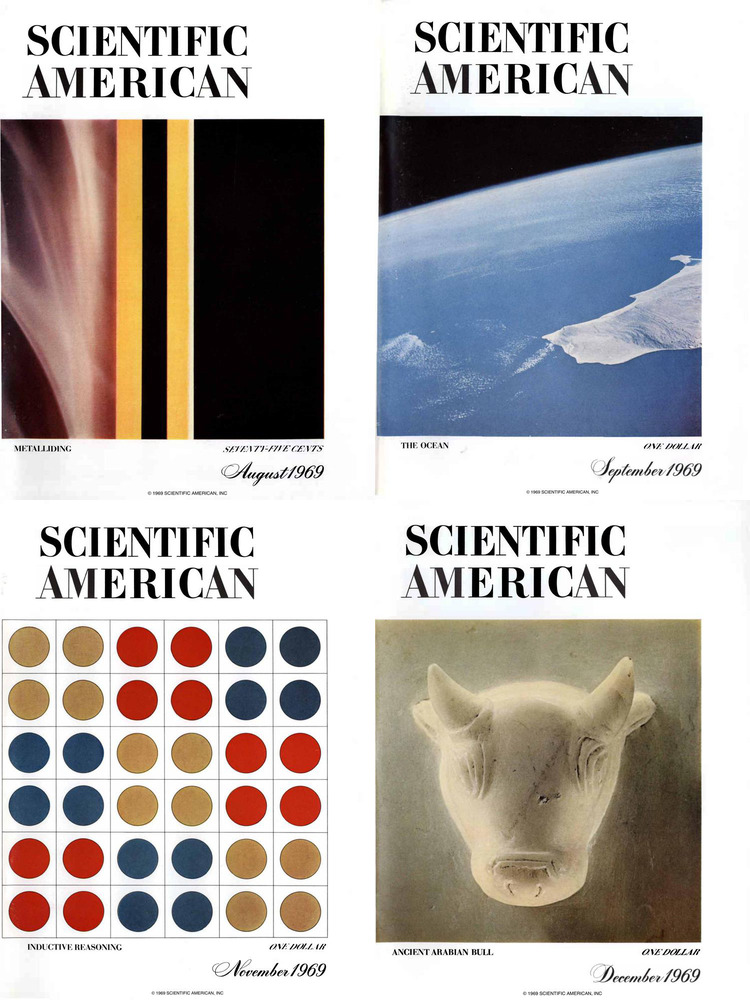 SCIENTIFIC
AMERICAN
METALLIDING
SEVENTY-FIVE CENTS
August 1969
© 1969 SCIENTIFIC AMERICAN, INC
SCIENTIFIC
AMERICAN
THE OCEAN
ONE DOLLAR
September 1969
© 1969 SCIENTIFIC AMERICAN, INC
SCIENTIFIC
AMERICAN
INDUCTIVE REASONING
ONE DOLLAR
November 1969
© 1969 SCIENTIFIC AMERICAN, INC
SCIENTIFIC
AMERICAN
ANCIENT ARABIAN BULL
ONE DOLLAR
December 1969
© 1969 SCIENTIFIC AMERICAN, INC